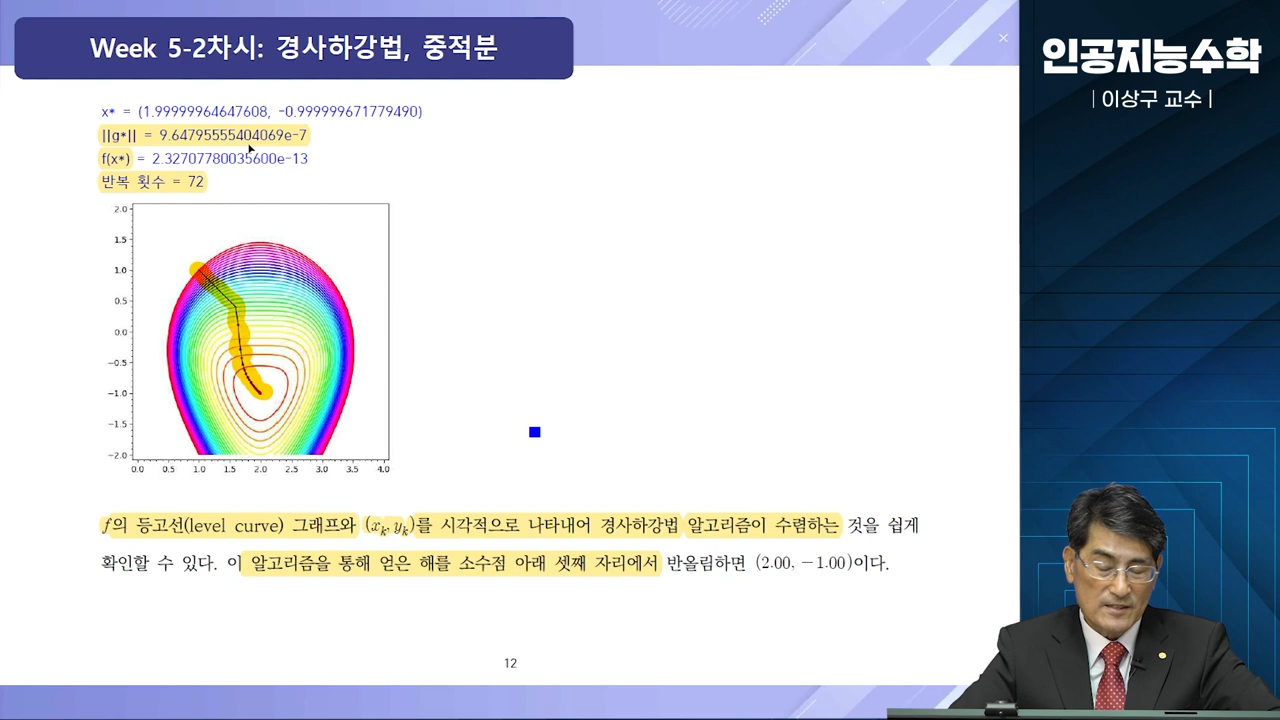 Week 5-2차시: 경사하강법, 중적분
인공지능수학
| 이상구 교수 |
x* = (1.99999964647608, -0.999999671779490)
||g*|| = 9.64795555404069e-7
f(x*) = 2.32707780035600e-13
반복 횟수 = 72
2.0
1.5
1.0
0.5
0.0
−0.5
−1.0
−1.5
−2.0
0.0 0.5 1.0 1.5 2.0 2.5 3.0 3.5 4.0
f의 등고선(level curve) 그래프와 (xₖ, yₖ)를 시각적으로 나타내어 경사하강법 알고리즘이 수렴하는 것을 쉽게
확인할 수 있다. 이 알고리즘을 통해 얻은 해를 소수점 아래 셋째 자리에서 반올림하면 (2.00, −1.00)이다.
12